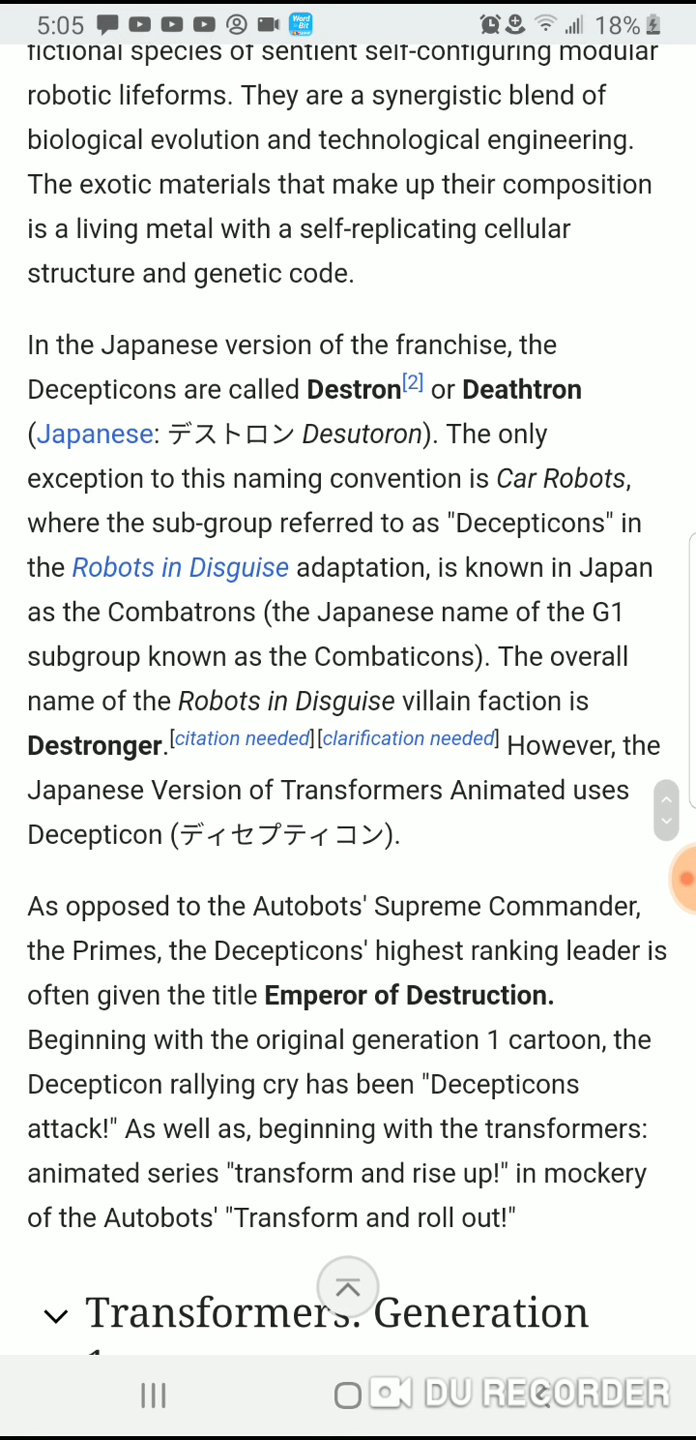 5:05
Word Bit
18%
fictional species of sentient self-configuring modular
robotic lifeforms. They are a synergistic blend of
biological evolution and technological engineering.
The exotic materials that make up their composition
is a living metal with a self-replicating cellular
structure and genetic code.
In the Japanese version of the franchise, the
Decepticons are called Destron[2] or Deathtron
(Japanese: デストロン Desutoron). The only
exception to this naming convention is Car Robots,
where the sub-group referred to as "Decepticons" in
the Robots in Disguise adaptation, is known in Japan
as the Combatrons (the Japanese name of the G1
subgroup known as the Combaticons). The overall
name of the Robots in Disguise villain faction is
Destronger.[citation needed][clarification needed] However, the
Japanese Version of Transformers Animated uses
Decepticon (ディセプティコン).
As opposed to the Autobots' Supreme Commander,
the Primes, the Decepticons' highest ranking leader is
often given the title Emperor of Destruction.
Beginning with the original generation 1 cartoon, the
Decepticon rallying cry has been "Decepticons
attack!" As well as, beginning with the transformers:
animated series "transform and rise up!" in mockery
of the Autobots' "Transform and roll out!"
Transformers: Generation
DU RECORDER